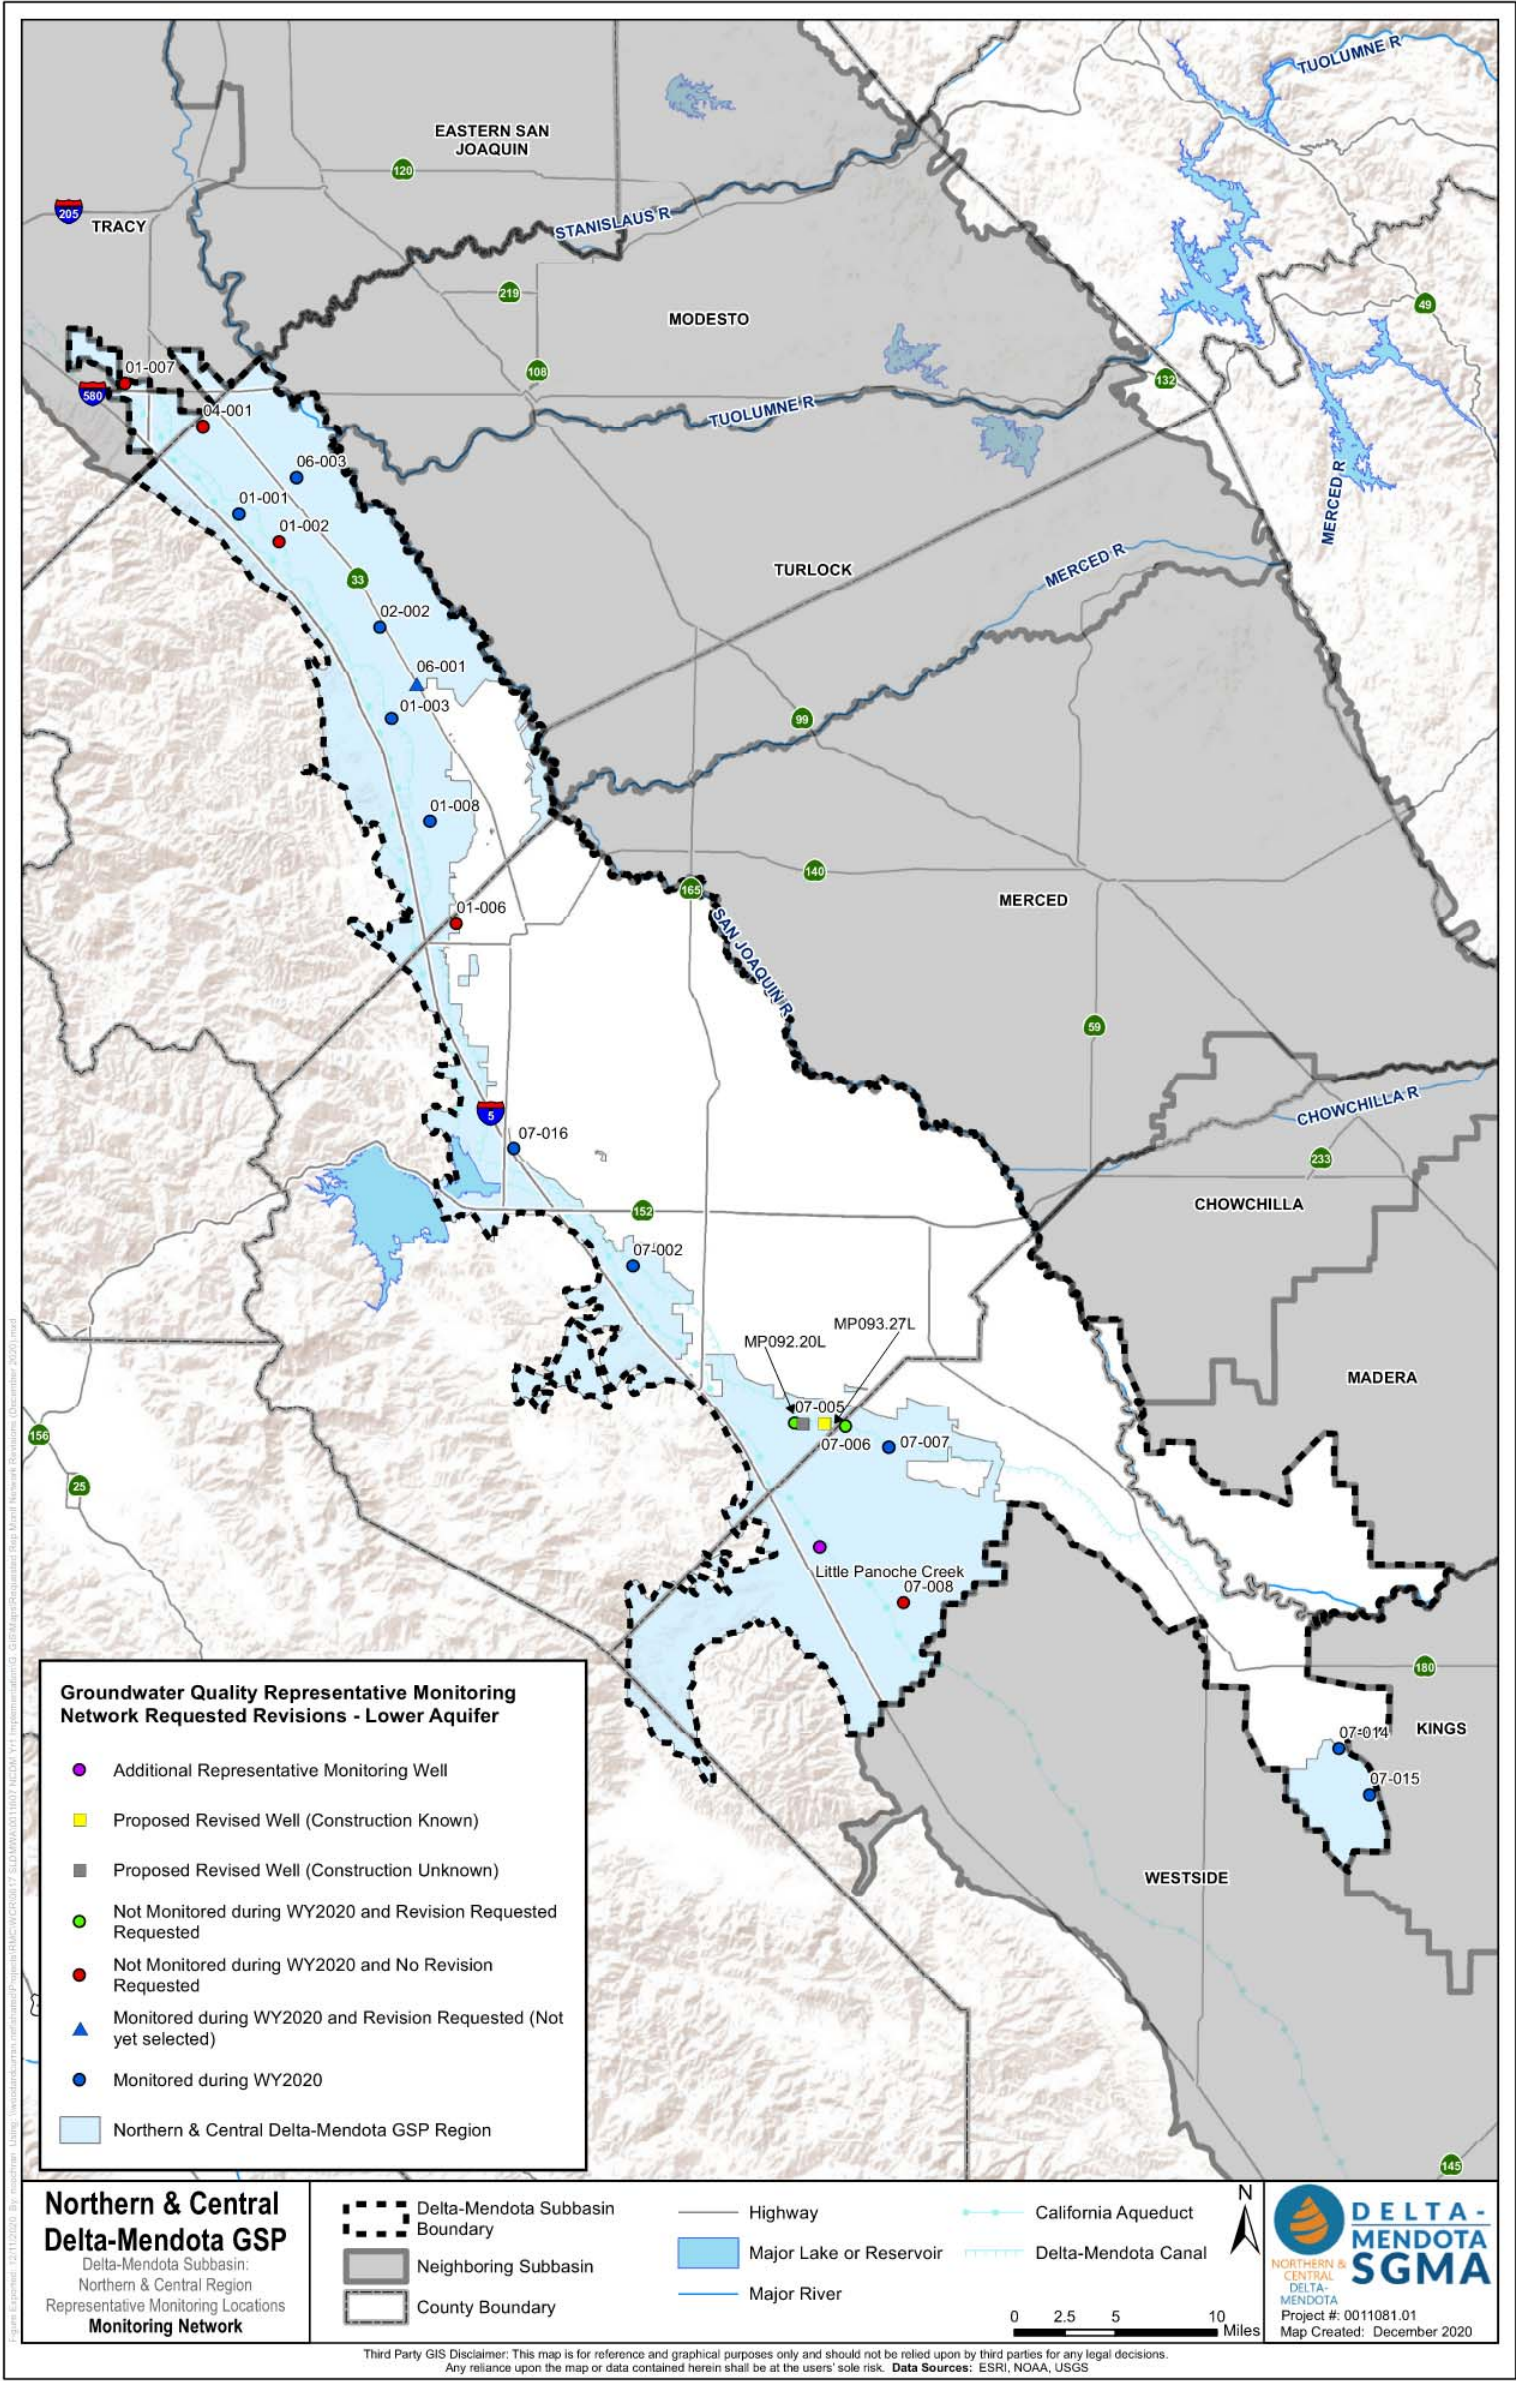 TUOLUMNE R
EASTERN SAN
JOAQUIN
120
205
TRACY
STANISLAUS R
219
MODESTO
49
01-007
580
108
132
04-001
TUOLUMNE R
06-003
MERCED R
01-001
01-002
33
TURLOCK
MERCED R
02-002
06-001
01-003
99
01-008
140
165
MERCED
01-006
SAN JOAQUIN R
59
5
CHOWCHILLA R
07-016
233
152
CHOWCHILLA
07-002
MP093.27L
MP092.20L
MADERA
07-005
156
07-006
07-007
25
Little Panoche Creek
07-008
180
07-014
KINGS
07-015
WESTSIDE
145
Groundwater Quality Representative Monitoring
Network Requested Revisions - Lower Aquifer
Additional Representative Monitoring Well
Proposed Revised Well (Construction Known)
Proposed Revised Well (Construction Unknown)
Not Monitored during WY2020 and Revision Requested
Requested
Not Monitored during WY2020 and No Revision
Requested
Monitored during WY2020 and Revision Requested (Not
yet selected)
Monitored during WY2020
Northern & Central Delta-Mendota GSP Region
Northern & Central
Delta-Mendota GSP
Delta-Mendota Subbasin:
Northern & Central Region
Representative Monitoring Locations
Monitoring Network
Delta-Mendota Subbasin
Boundary
Neighboring Subbasin
County Boundary
Highway
Major Lake or Reservoir
Major River
California Aqueduct
Delta-Mendota Canal
N
0 2.5 5 10
Miles
DELTA-
MENDOTA
SGMA
NORTHERN &
CENTRAL
DELTA-
MENDOTA
Project #: 0011081.01
Map Created: December 2020
Third Party GIS Disclaimer: This map is for reference and graphical purposes only and should not be relied upon by third parties for any legal decisions.
Any reliance upon the map or data contained herein shall be at the users' sole risk. Data Sources: ESRI, NOAA, USGS